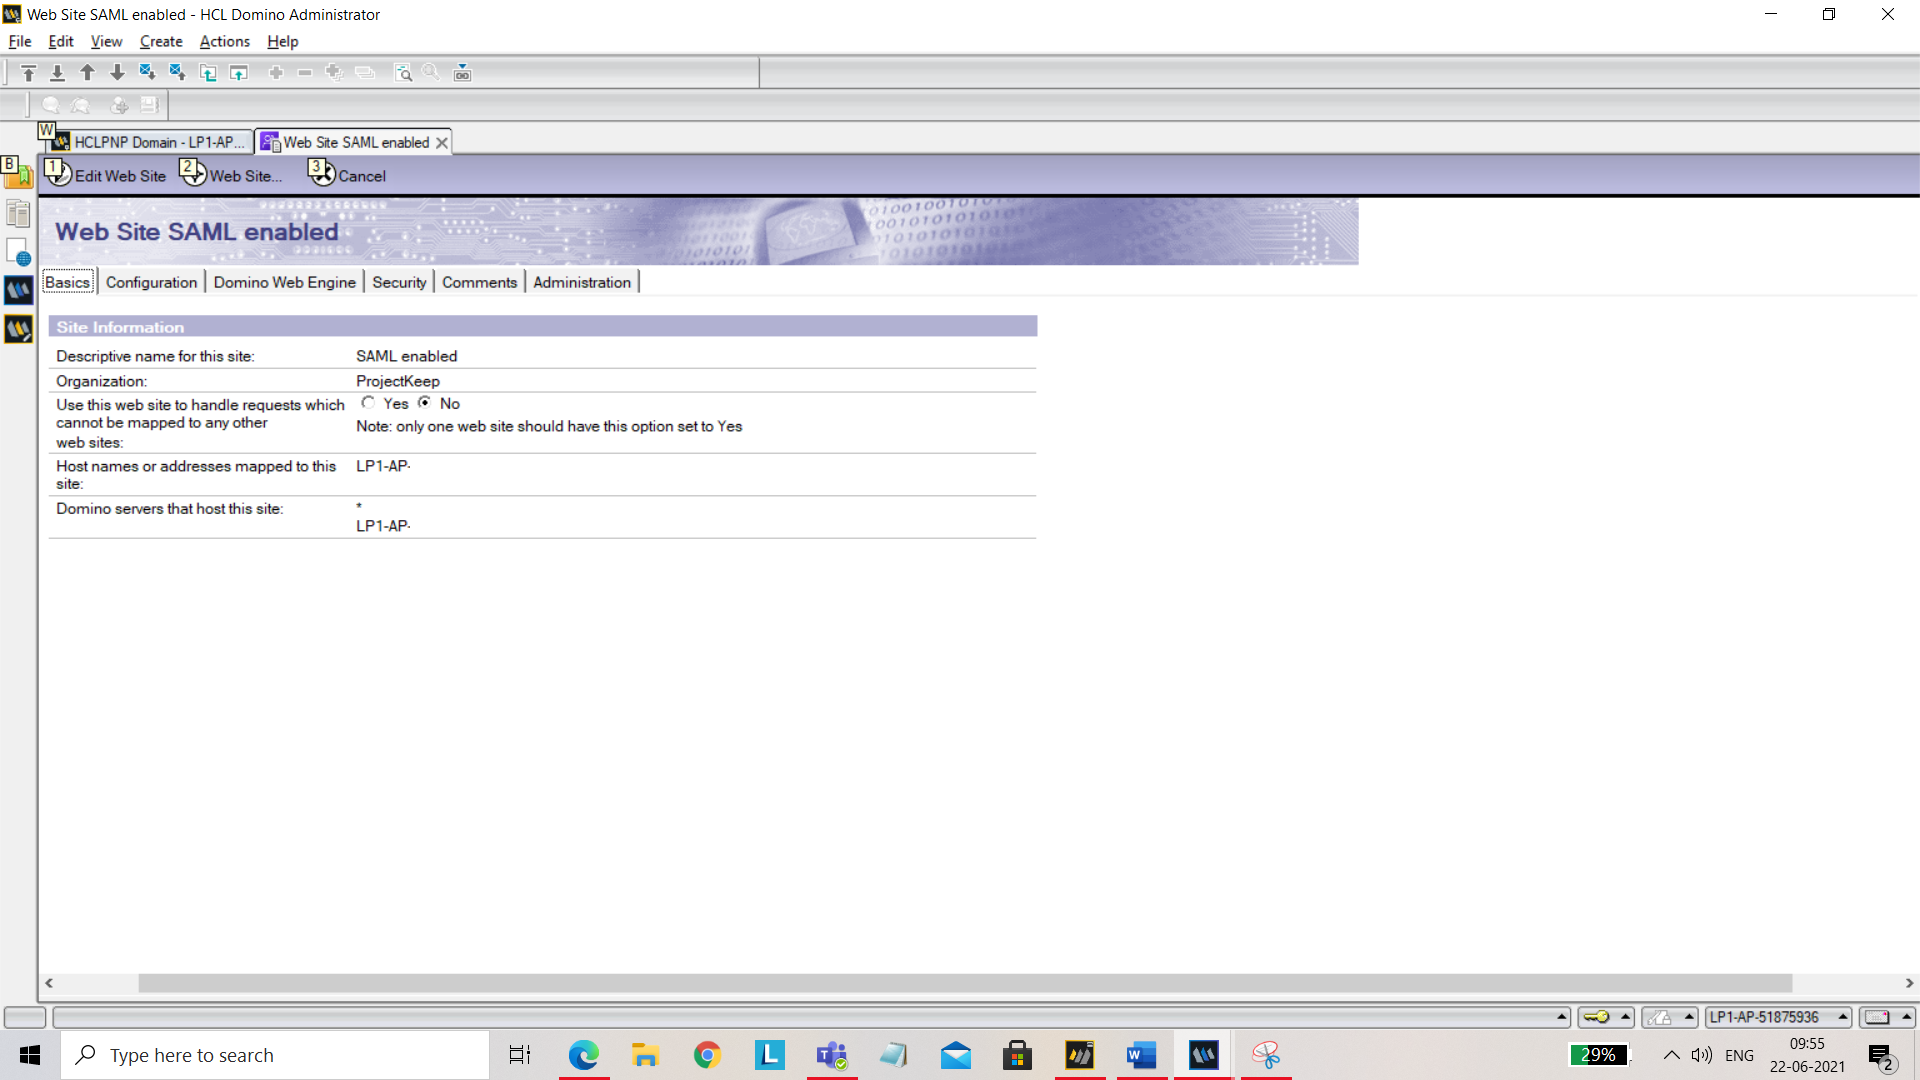 Web Site SAML enabled - HCL Domino Administrator
File Edit View Create Actions Help
W
HCLPNP Domain - LP1-AP... Web Site SAML enabled
B
1 Edit Web Site 2 Web Site... 3 Cancel
Web Site SAML enabled
Basics Configuration Domino Web Engine Security Comments Administration
Site Information
Descriptive name for this site: SAML enabled
Organization: ProjectKeep
Use this web site to handle requests which Yes No
cannot be mapped to any other Note: only one web site should have this option set to Yes
web sites:
Host names or addresses mapped to this LP1-AP-
site:
Domino servers that host this site: *
LP1-AP-
LP1-AP-51875936
Type here to search
29%
ENG
09:55
22-06-2021
2